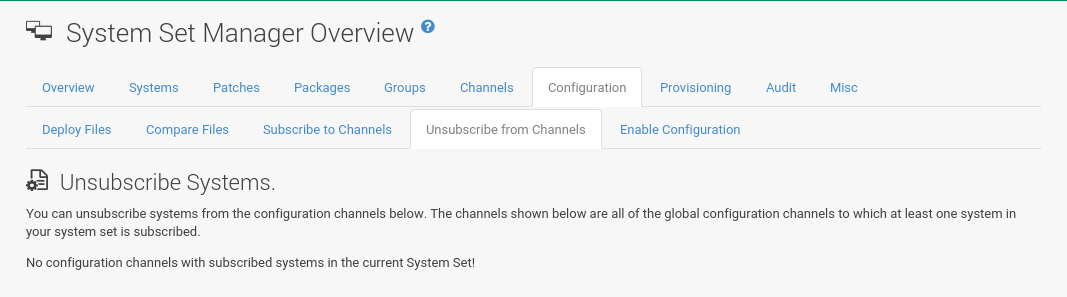 System Set Manager Overview ?
Overview Systems Patches Packages Groups Channels Configuration Provisioning Audit Misc
Deploy Files Compare Files Subscribe to Channels Unsubscribe from Channels Enable Configuration
Unsubscribe Systems.
You can unsubscribe systems from the configuration channels below. The channels shown below are all of the global configuration channels to which at least one system in
your system set is subscribed.
No configuration channels with subscribed systems in the current System Set!